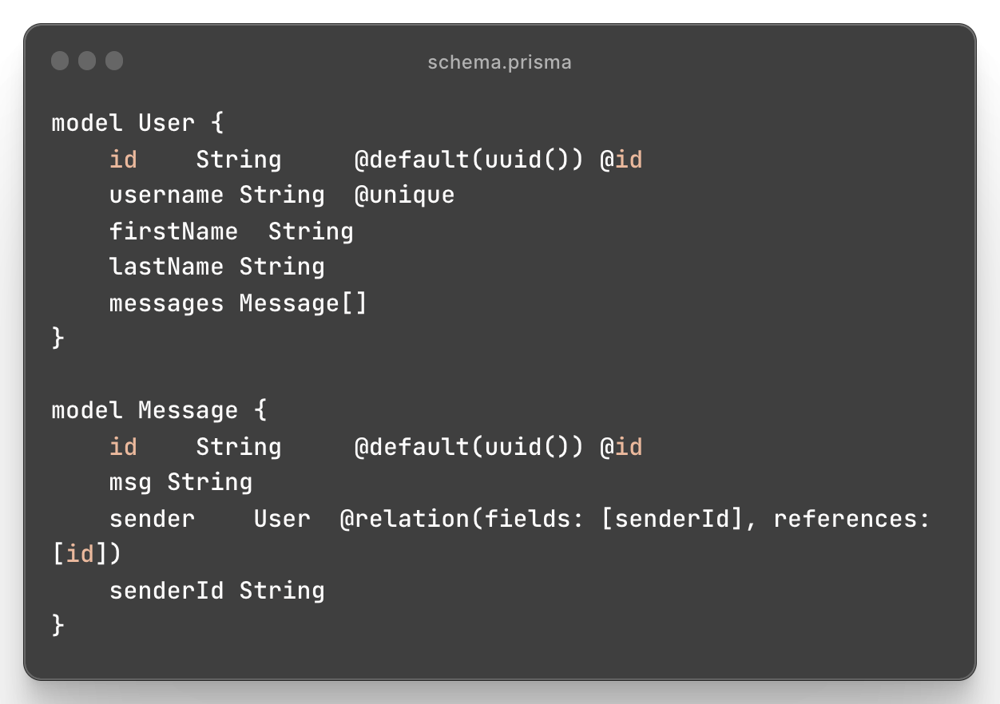 schema.prisma
model User {
    id    String     @default(uuid()) @id
    username String  @unique
    firstName  String
    lastName String
    messages Message[]
}

model Message {
    id    String     @default(uuid()) @id
    msg String
    sender    User  @relation(fields: [senderId], references:
[id])
    senderId String
}